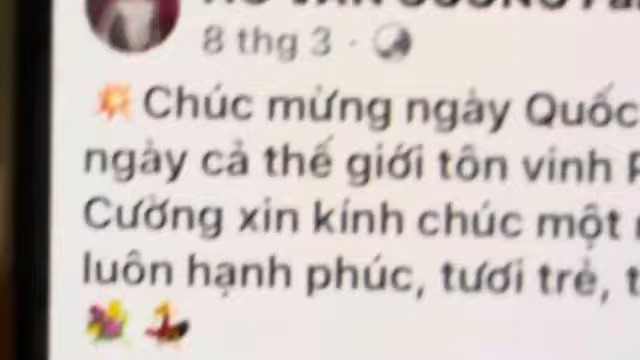 8 thg 3 ·
Chúc mừng ngày Quốc
ngày cả thế giới tôn vinh
Cường xin kính chúc một
luôn hạnh phúc, tươi trẻ,